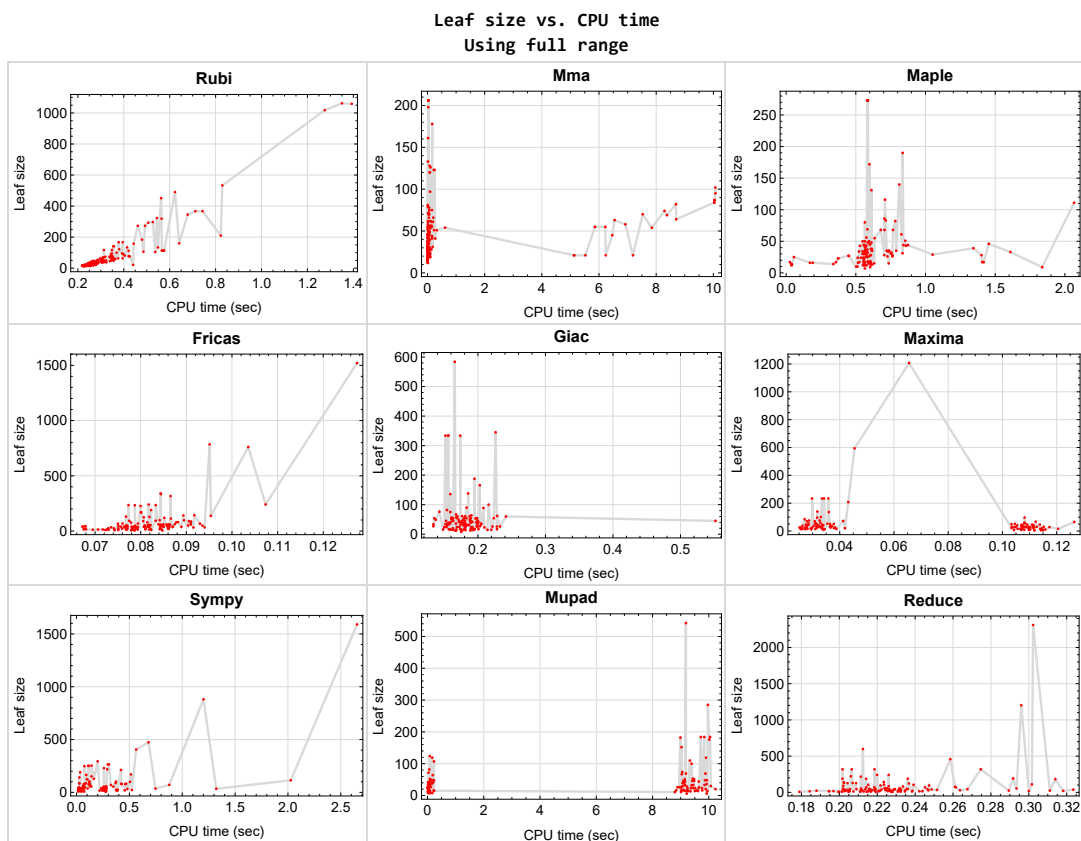 Leaf size vs. CPU time
Using full range
Rubi
Leaf size
1000
800
600
400
200
0
0.2 0.4 0.6 0.8 1.0 1.2 1.4
CPU time (sec)
Mma
Leaf size
200
150
100
50
0
0 2 4 6 8 10
CPU time (sec)
Maple
Leaf size
250
200
150
100
50
0
0.0 0.5 1.0 1.5 2.0
CPU time (sec)
Fricas
Leaf size
1500
1000
500
0
0.07 0.08 0.09 0.10 0.11 0.12
CPU time (sec)
Giac
Leaf size
600
500
400
300
200
100
0
0.2 0.3 0.4 0.5
CPU time (sec)
Maxima
Leaf size
1200
1000
800
600
400
200
0
0.04 0.06 0.08 0.10 0.12
CPU time (sec)
Sympy
Leaf size
1500
1000
500
0
0.0 0.5 1.0 1.5 2.0 2.5
CPU time (sec)
Mupad
Leaf size
500
400
300
200
100
0
0 2 4 6 8 10
CPU time (sec)
Reduce
Leaf size
2000
1500
1000
500
0
0.18 0.20 0.22 0.24 0.26 0.28 0.30 0.32
CPU time (sec)